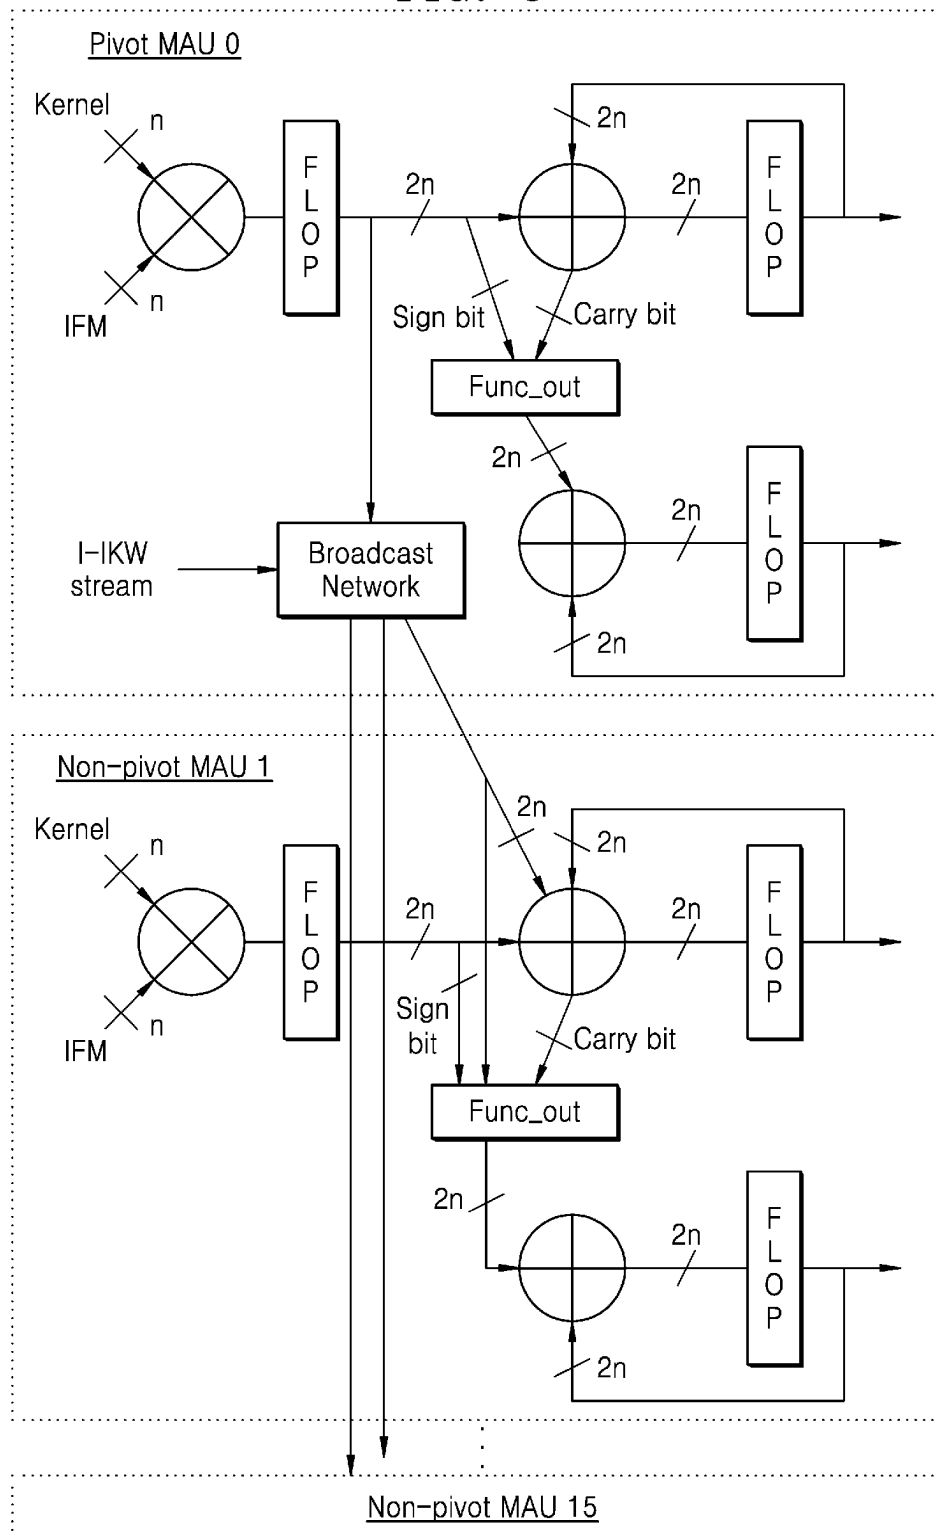 Pivot MAU 0
Kernel
n
n
IFM
F
L
O
P
2n
2n
2n
F
L
O
P
Sign bit
Carry bit
Func_out
2n
2n
F
L
O
P
2n
I-IKW
stream
Broadcast
Network
Non-pivot MAU 1
Kernel
n
n
IFM
F
L
O
P
2n
2n
2n
2n
F
L
O
P
Sign
bit
Carry bit
Func_out
2n
2n
F
L
O
P
2n
Non-pivot MAU 15